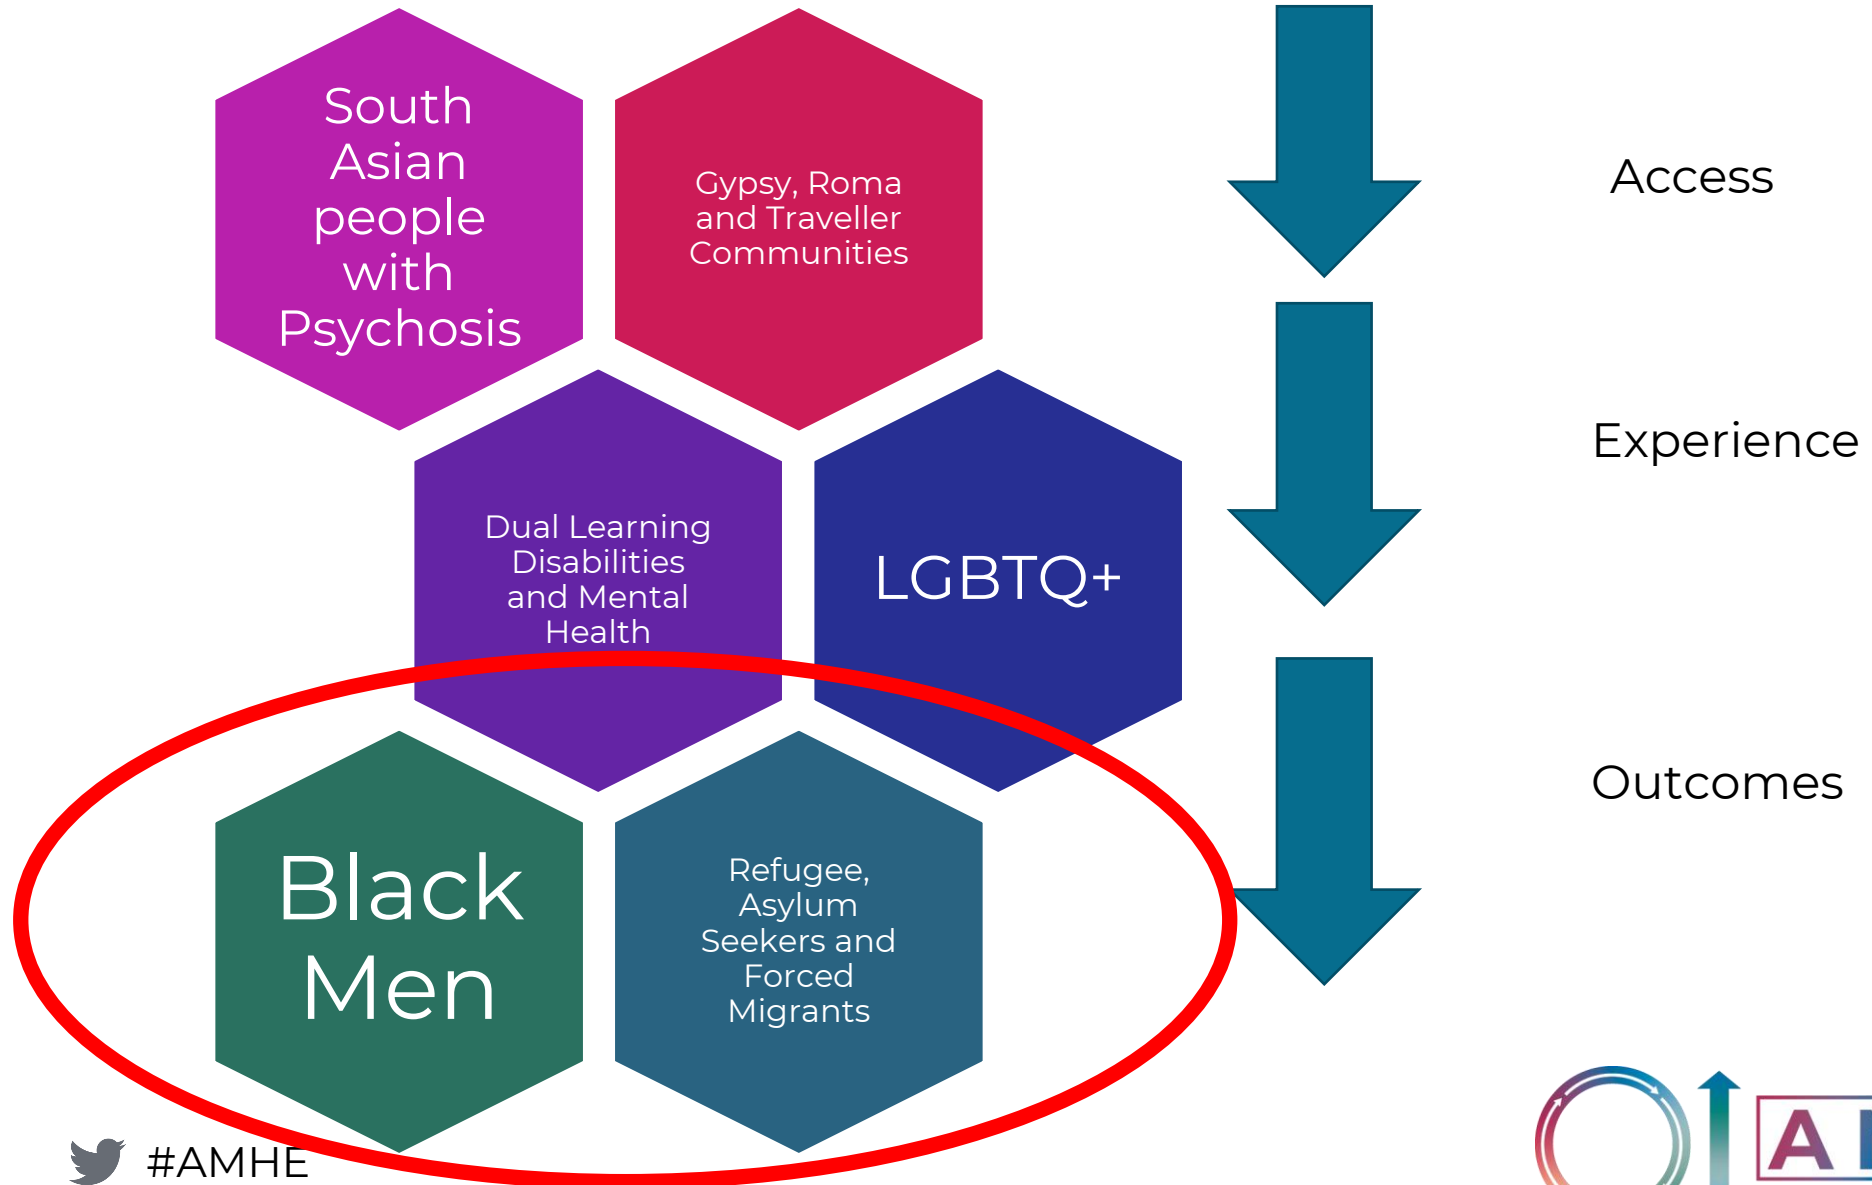 South
Asian
people
with
Psychosis
Gypsy, Roma
and Traveller
Communities
Access
Dual Learning
Disabilities
and Mental
Health
LGBTQ+
Experience
Black
Men
Refugee,
Asylum
Seekers and
Forced
Migrants
Outcomes
#AMHE
A